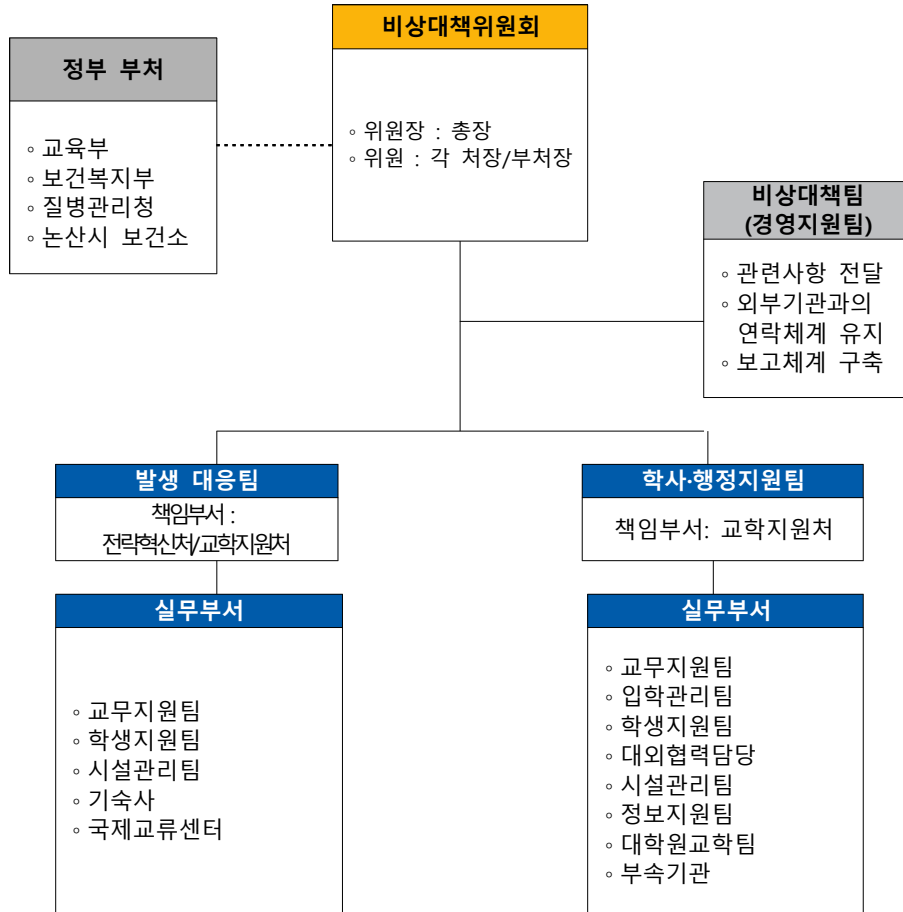 비상대책위원회
◦ 위원장 : 총장
◦ 위원 : 각 처장/부처장
정부 부처
◦ 교육부
◦ 보건복지부
◦ 질병관리청
◦ 논산시 보건소
비상대책팀
(경영지원팀)
◦ 관련사항 전달
◦ 외부기관과의
연락체계 유지
◦ 보고체계 구축
발생 대응팀
책임부서 :
전략혁신처/교학지원처
학사·행정지원팀
책임부서: 교학지원처
실무부서
◦ 교무지원팀
◦ 학생지원팀
◦ 시설관리팀
◦ 기숙사
◦ 국제교류센터
실무부서
◦ 교무지원팀
◦ 입학관리팀
◦ 학생지원팀
◦ 대외협력담당
◦ 시설관리팀
◦ 정보지원팀
◦ 대학원교학팀
◦ 부속기관